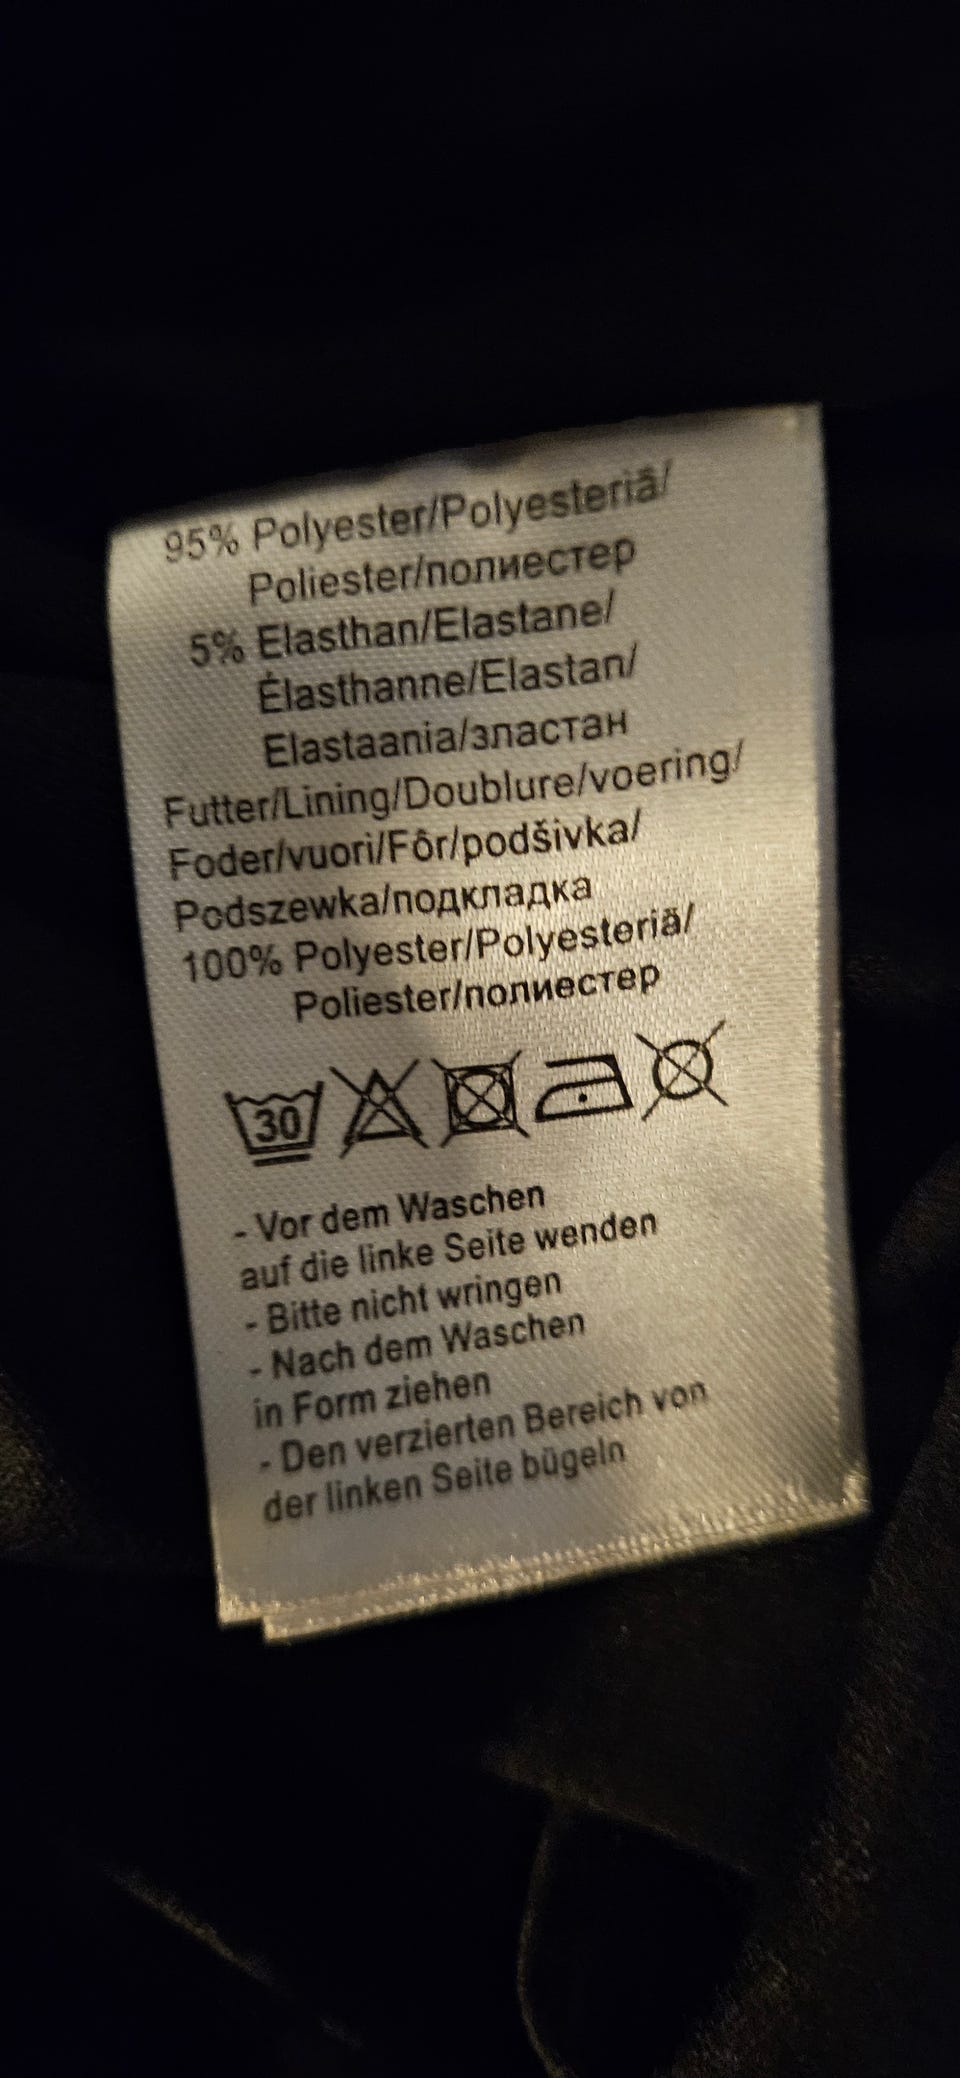 95% Polyester/Polyesteriä/
Poliester/полиестер
5% Elasthan/Elastane/
Élasthanne/Elastan/
Elastaania/эластан
Futter/Lining/Doublure/voering/
Foder/vuori/Fôr/podšivka/
Podszewka/подкладка
100% Polyester/Polyesteriä/
Poliester/полиестер
30
- Vor dem Waschen
auf die linke Seite wenden
- Bitte nicht wringen
- Nach dem Waschen
in Form ziehen
- Den verzierten Bereich von
der linken Seite bügeln